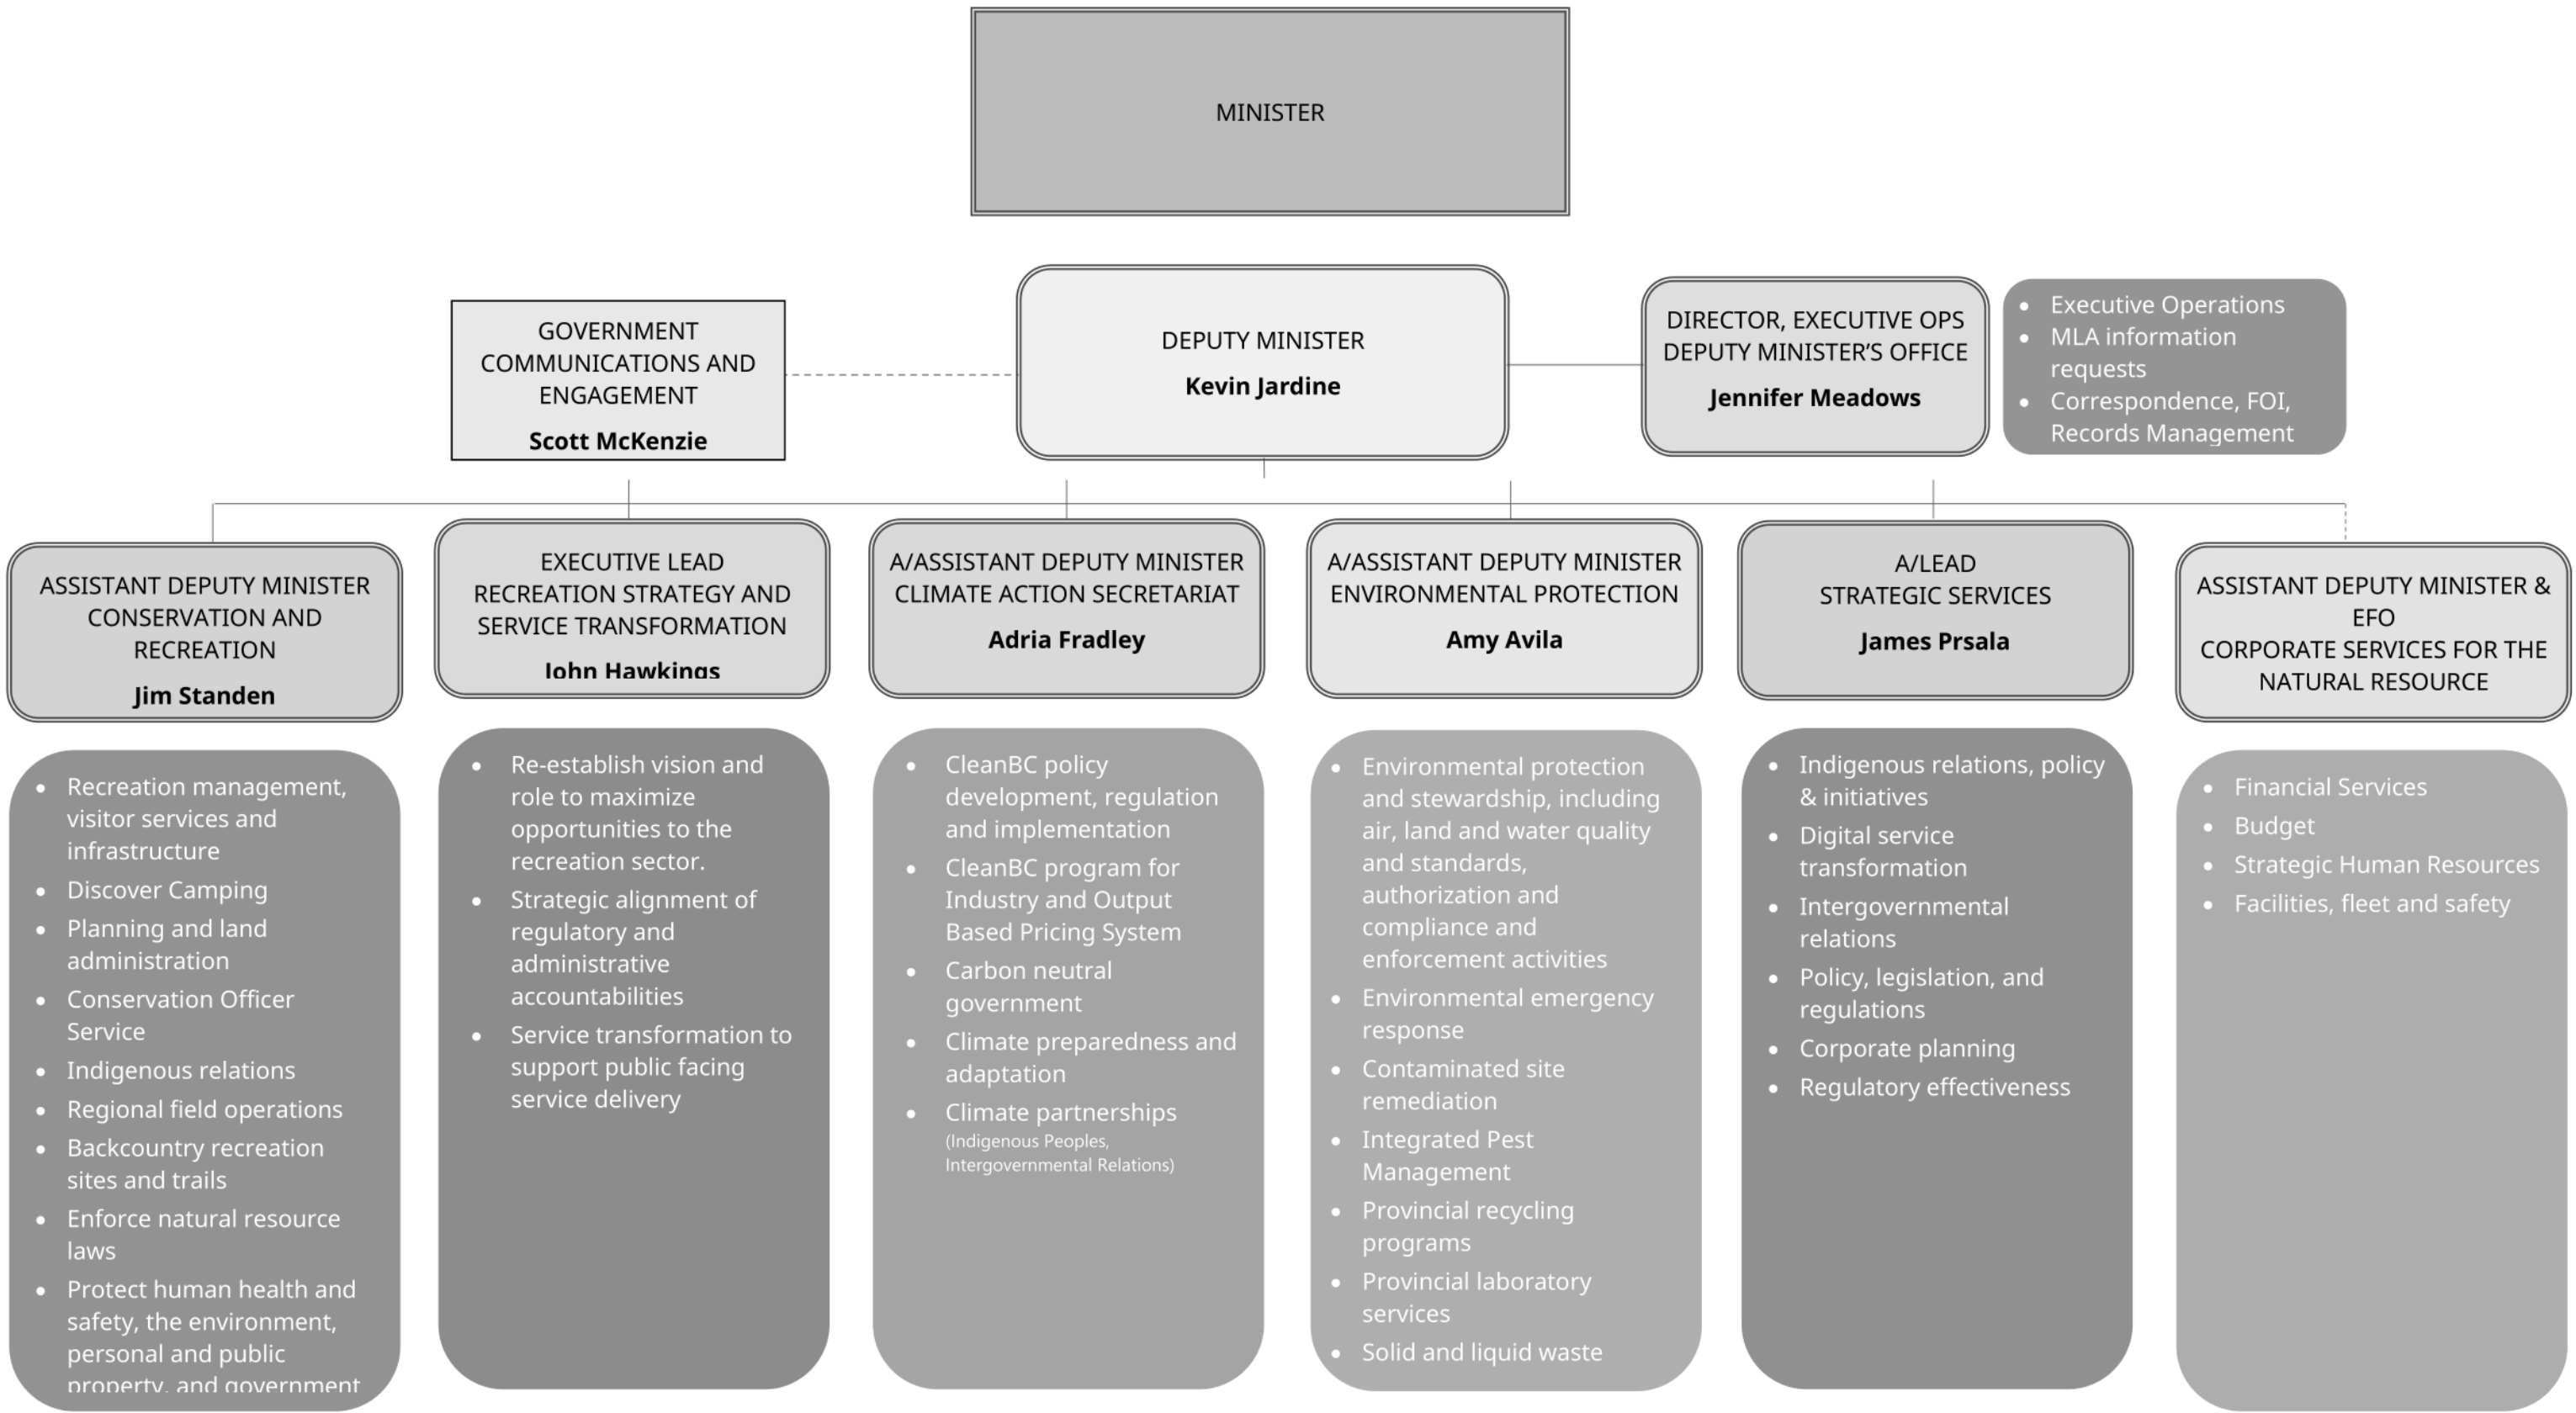 MINISTER
GOVERNMENT
COMMUNICATIONS AND
ENGAGEMENT
Scott McKenzie
DEPUTY MINISTER
Kevin Jardine
DIRECTOR, EXECUTIVE OPS
DEPUTY MINISTER’S OFFICE
Jennifer Meadows
• Executive Operations
• MLA information
requests
• Correspondence, FOI,
Records Management
ASSISTANT DEPUTY MINISTER
CONSERVATION AND
RECREATION
Jim Standen
EXECUTIVE LEAD
RECREATION STRATEGY AND
SERVICE TRANSFORMATION
John Hawkings
A/ASSISTANT DEPUTY MINISTER
CLIMATE ACTION SECRETARIAT
Adria Fradley
A/ASSISTANT DEPUTY MINISTER
ENVIRONMENTAL PROTECTION
Amy Avila
A/LEAD
STRATEGIC SERVICES
James Prsala
ASSISTANT DEPUTY MINISTER &
EFO
CORPORATE SERVICES FOR THE
NATURAL RESOURCE
• Recreation management,
visitor services and
infrastructure
• Discover Camping
• Planning and land
administration
• Conservation Officer
Service
• Indigenous relations
• Regional field operations
• Backcountry recreation
sites and trails
• Enforce natural resource
laws
• Protect human health and
safety, the environment,
personal and public
property, and government
• Re-establish vision and
role to maximize
opportunities to the
recreation sector.
• Strategic alignment of
regulatory and
administrative
accountabilities
• Service transformation to
support public facing
service delivery
• CleanBC policy
development, regulation
and implementation
• CleanBC program for
Industry and Output
Based Pricing System
• Carbon neutral
government
• Climate preparedness and
adaptation
• Climate partnerships
(Indigenous Peoples,
Intergovernmental Relations)
• Environmental protection
and stewardship, including
air, land and water quality
and standards,
authorization and
compliance and
enforcement activities
• Environmental emergency
response
• Contaminated site
remediation
• Integrated Pest
Management
• Provincial recycling
programs
• Provincial laboratory
services
• Solid and liquid waste
• Indigenous relations, policy
& initiatives
• Digital service
transformation
• Intergovernmental
relations
• Policy, legislation, and
regulations
• Corporate planning
• Regulatory effectiveness
• Financial Services
• Budget
• Strategic Human Resources
• Facilities, fleet and safety